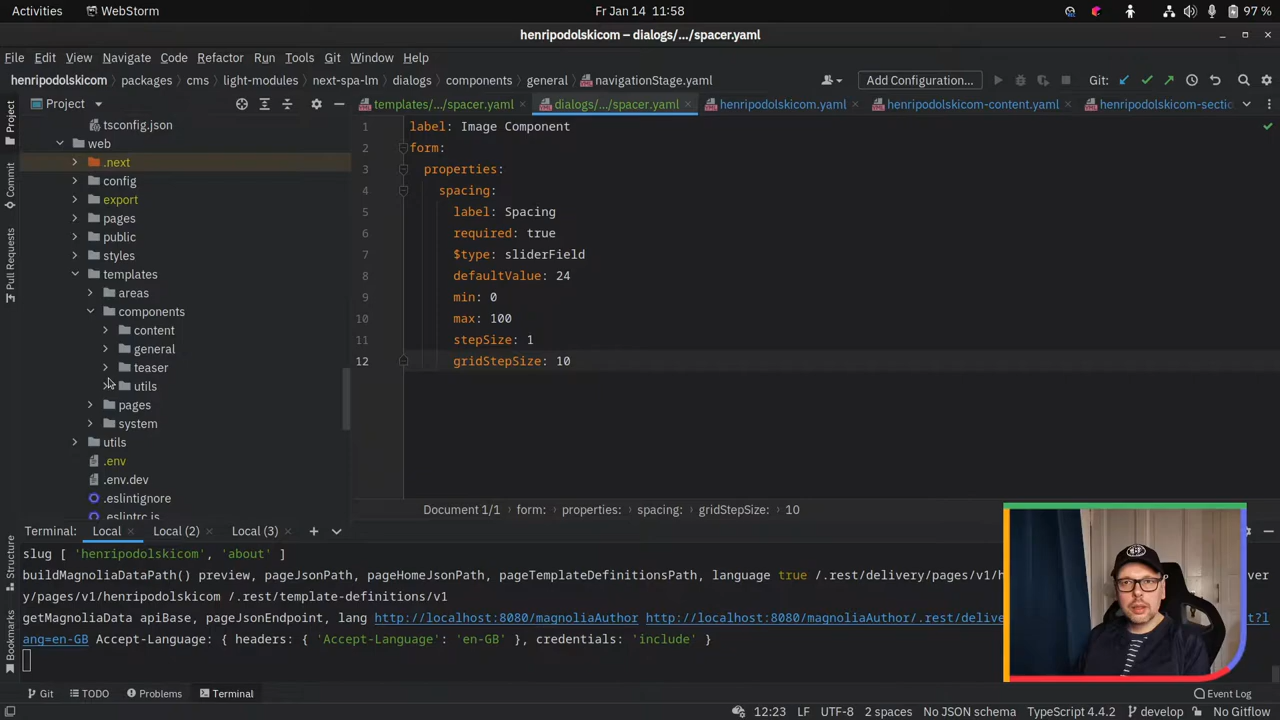 Activities WebStorm Fr Jan 14 11:58 97 %
henripodolskicom – dialogs/.../spacer.yaml
File Edit View Navigate Code Refactor Run Tools Git Window Help
henripodolskicom packages cms light-modules next-spa-lm dialogs components general navigationStage.yaml Add Configuration... Git:
Project templates/.../spacer.yaml dialogs/.../spacer.yaml henripodolskicom.yaml henripodolskicom-content.yaml henripodolskicom-secti
Project
Commit
Pull Requests
Structure
Bookmarks
tsconfig.json
web
.next
config
export
pages
public
styles
templates
areas
components
content
general
teaser
utils
pages
system
utils
.env
.env.dev
.eslintignore
.eslintrc.js
1 label: Image Component
2 form:
3 properties:
4 spacing:
5 label: Spacing
6 required: true
7 $type: sliderField
8 defaultValue: 24
9 min: 0
10 max: 100
11 stepSize: 1
12 gridStepSize: 10
Document 1/1 form: properties: spacing: gridStepSize: 10
Terminal: Local Local (2) Local (3)
slug [ 'henripodolskicom', 'about' ]
buildMagnoliaDataPath() preview, pageJsonPath, pageHomeJsonPath, pageTemplateDefinitionsPath, language true /.rest/delivery/pages/v1/h
y/pages/v1/henripodolskicom /.rest/template-definitions/v1
getMagnoliaData apiBase, pageJsonEndpoint, lang http://localhost:8080/magnoliaAuthor http://localhost:8080/magnoliaAuthor/.rest/delive
ang=en-GB Accept-Language: { headers: { 'Accept-Language': 'en-GB' }, credentials: 'include' }
Git TODO Problems Terminal Event Log
12:23 LF UTF-8 2 spaces No JSON schema TypeScript 4.4.2 develop No Gitflow